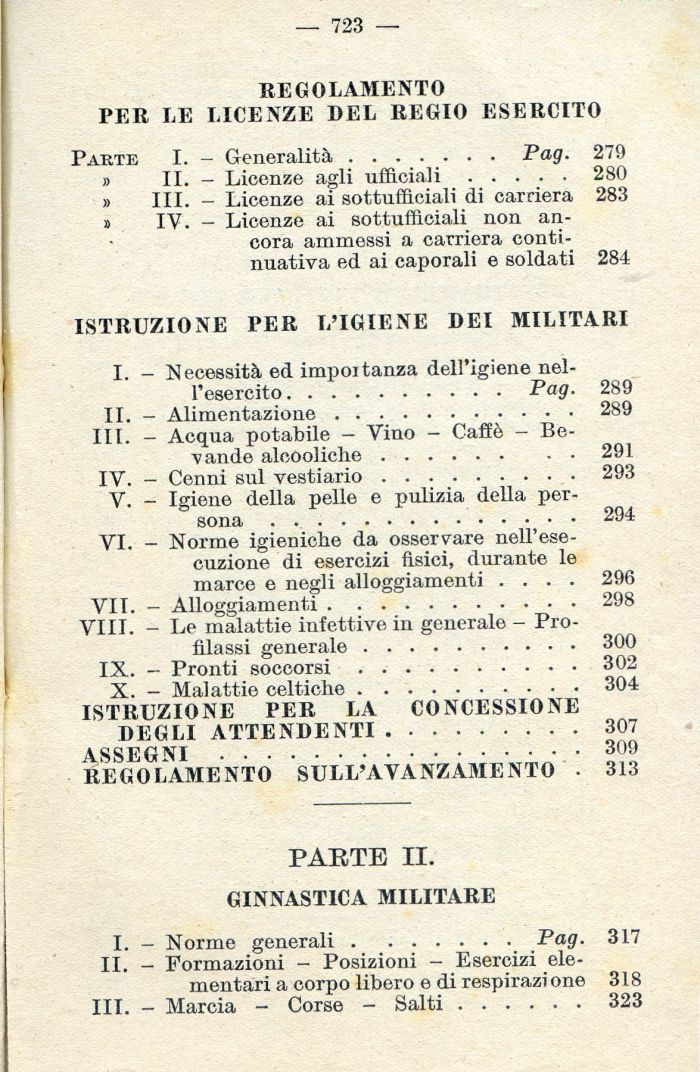 — 723 —
REGOLAMENTO
PER LE LICENZE DEL REGIO ESERCITO
PARTE I. – Generalità . . . . . . . Pag. 279
» II. – Licenze agli ufficiali . . . . . 280
» III. – Licenze ai sottufficiali di carriera 283
» IV. – Licenze ai sottufficiali non an-
cora ammessi a carriera conti-
nuativa ed ai caporali e soldati 284
ISTRUZIONE PER L'IGIENE DEI MILITARI
I. – Necessità ed importanza dell'igiene nel-
l'esercito. . . . . . . . . . Pag. 289
II. – Alimentazione . . . . . . . . . . . 289
III. – Acqua potabile – Vino – Caffè – Be-
vande alcooliche . . . . . . . . . 291
IV. – Cenni sul vestiario . . . . . . . . . 293
V. – Igiene della pelle e pulizia della per-
sona . . . . . . . . . . . . . . 294
VI. – Norme igieniche da osservare nell'ese-
cuzione di esercizi fisici, durante le
marce e negli alloggiamenti . . . . 296
VII. – Alloggiamenti . . . . . . . . . . . 298
VIII. – Le malattie infettive in generale – Pro-
filassi generale . . . . . . . . . 300
IX. – Pronti soccorsi . . . . . . . . . . 302
X. – Malattie celtiche . . . . . . . . . 304
ISTRUZIONE PER LA CONCESSIONE
DEGLI ATTENDENTI . . . . . . . . . 307
ASSEGNI . . . . . . . . . . . . . . . 309
REGOLAMENTO SULL'AVANZAMENTO . 313
PARTE II.
GINNASTICA MILITARE
I. – Norme generali . . . . . . . Pag. 317
II. – Formazioni – Posizioni – Esercizi ele-
mentari a corpo libero e di respirazione 318
III. – Marcia – Corse – Salti . . . . . . 323